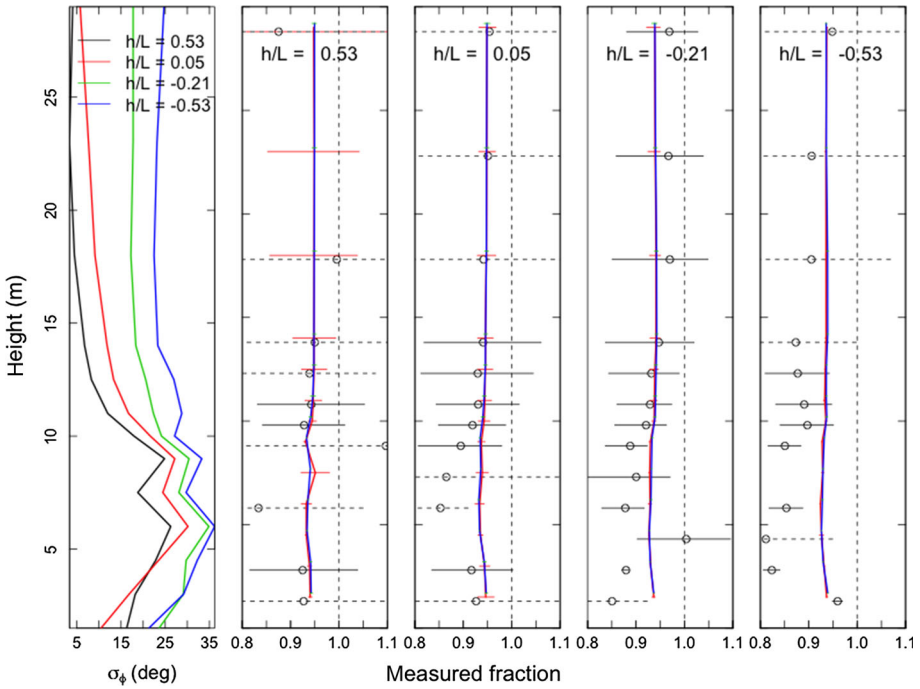 h/L = 0.53
h/L = 0.05
h/L = -0.21
h/L = -0.53
h/L = 0.53
h/L = 0.05
h/L = -0.21
h/L = -0.53
25
20
15
10
5
Height (m)
5 15 25 36
0.8 0.9 1.0 1.1
0.8 0.9 1.0 1.1
0.8 0.9 1.0 1.1
0.8 0.9 1.0 1.1
σϕ (deg)
Measured fraction